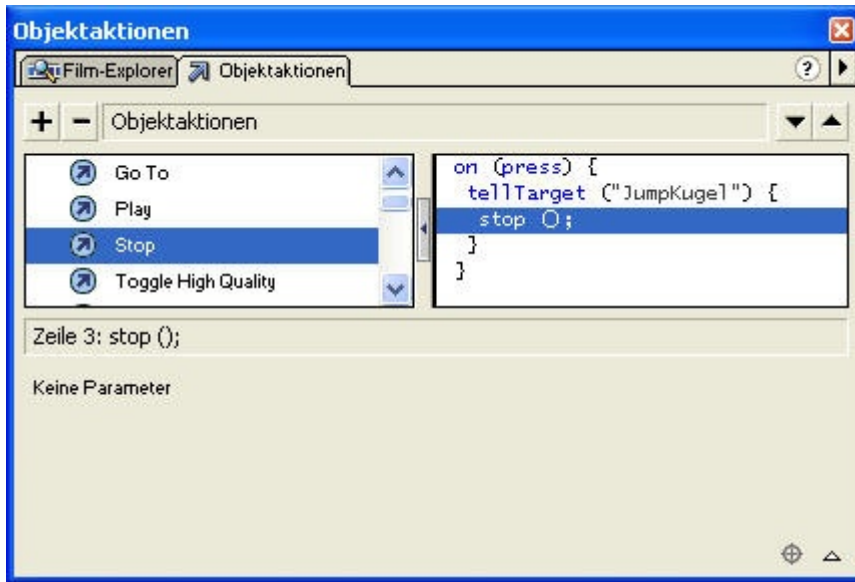 Objektaktionen
Film-Explorer Objektaktionen ?
+ − Objektaktionen
Go To
Play
Stop
Toggle High Quality
on (press) {
tellTarget ("JumpKugel") {
stop ();
}
}
Zeile 3: stop ();
Keine Parameter